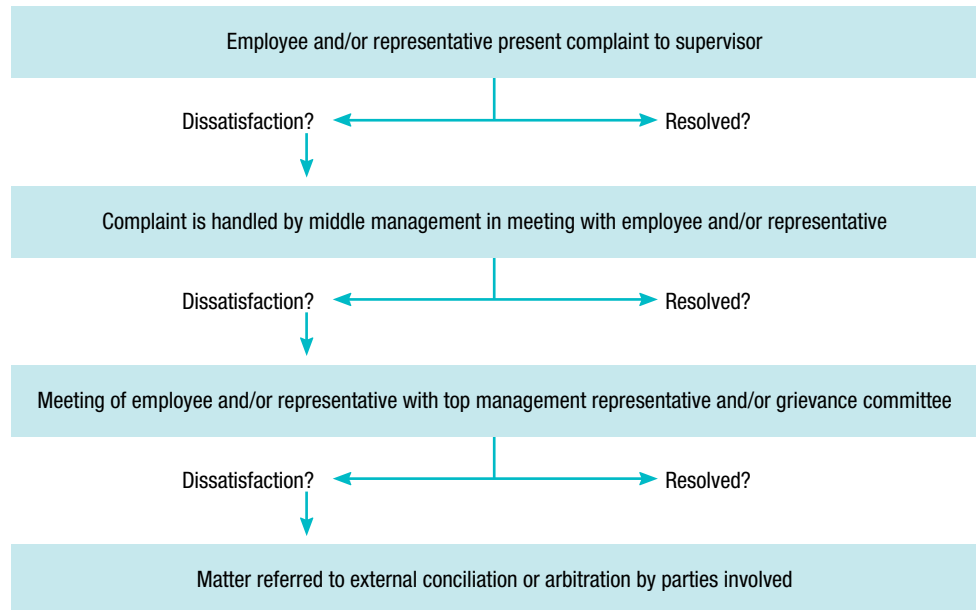 Employee and/or representative present complaint to supervisor
Dissatisfaction?
Resolved?
Complaint is handled by middle management in meeting with employee and/or representative
Dissatisfaction?
Resolved?
Meeting of employee and/or representative with top management representative and/or grievance committee
Dissatisfaction?
Resolved?
Matter referred to external conciliation or arbitration by parties involved